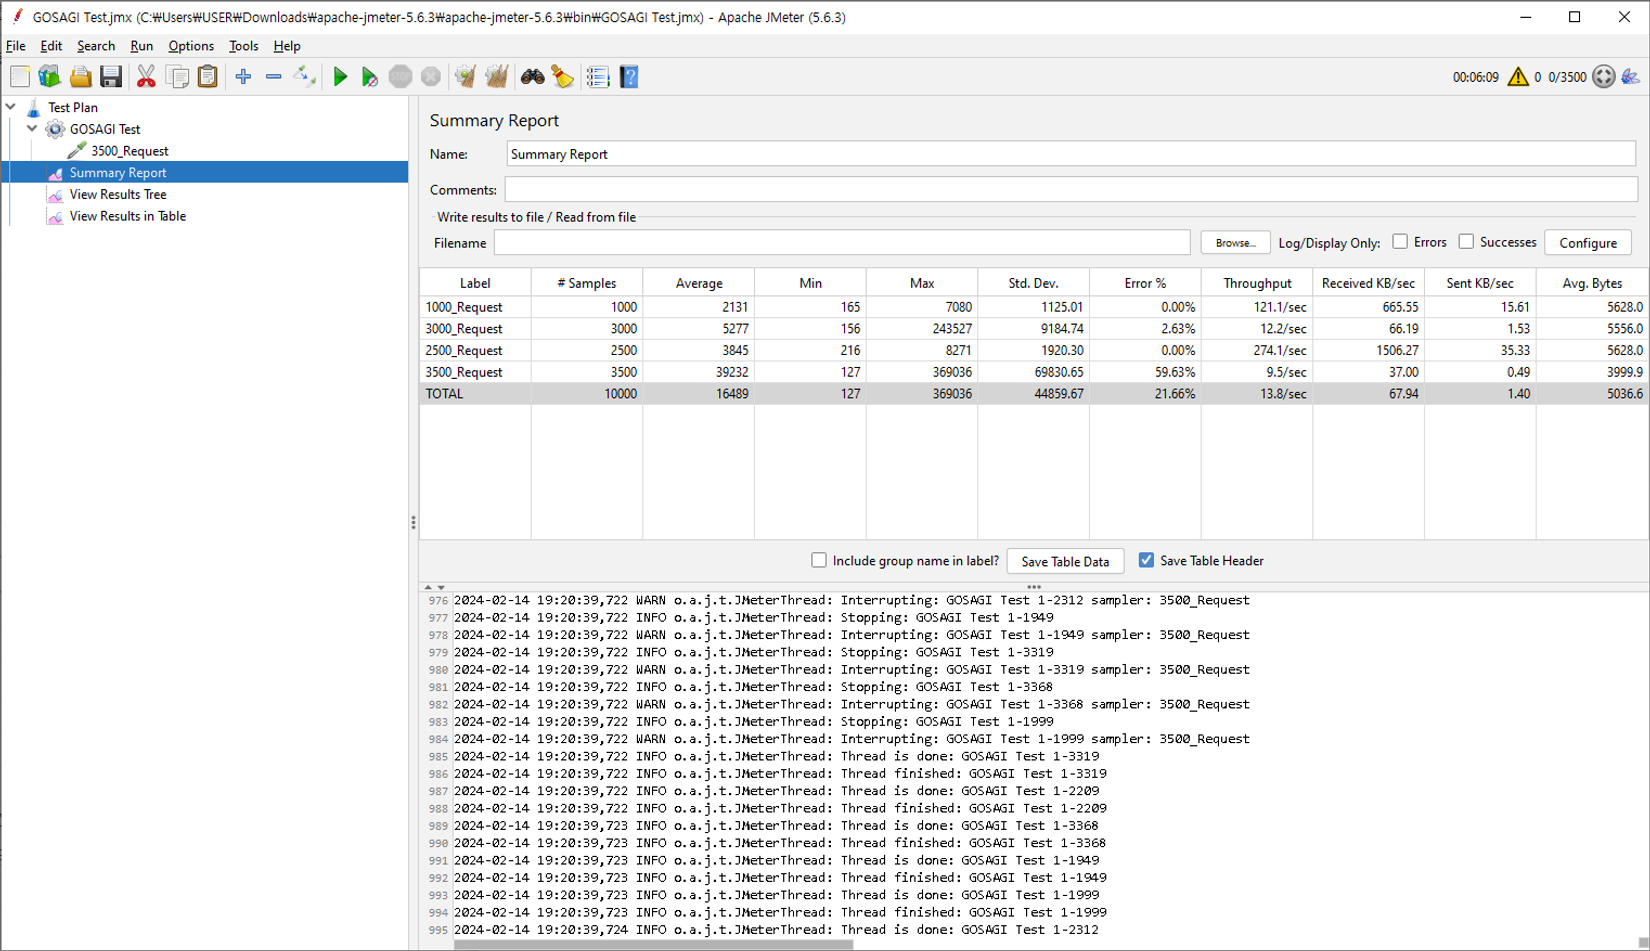 GOSAGI Test.jmx (C:₩Users₩USER₩Downloads₩apache-jmeter-5.6.3₩apache-jmeter-5.6.3₩bin₩GOSAGI Test.jmx) - Apache JMeter (5.6.3)
File Edit Search Run Options Tools Help
STOP
00:06:09 0 0/3500
Test Plan
GOSAGI Test
3500_Request
Summary Report
View Results Tree
View Results in Table
Summary Report
Name: Summary Report
Comments:
Write results to file / Read from file
Filename Browse... Log/Display Only: Errors Successes Configure
Label # Samples Average Min Max Std. Dev. Error % Throughput Received KB/sec Sent KB/sec Avg. Bytes
1000_Request 1000 2131 165 7080 1125.01 0.00% 121.1/sec 665.55 15.61 5628.0
3000_Request 3000 5277 156 243527 9184.74 2.63% 12.2/sec 66.19 1.53 5556.0
2500_Request 2500 3845 216 8271 1920.30 0.00% 274.1/sec 1506.27 35.33 5628.0
3500_Request 3500 39232 127 369036 69830.65 59.63% 9.5/sec 37.00 0.49 3999.9
TOTAL 10000 16489 127 369036 44859.67 21.66% 13.8/sec 67.94 1.40 5036.6
Include group name in label? Save Table Data Save Table Header
976 2024-02-14 19:20:39,722 WARN o.a.j.t.JMeterThread: Interrupting: GOSAGI Test 1-2312 sampler: 3500_Request
977 2024-02-14 19:20:39,722 INFO o.a.j.t.JMeterThread: Stopping: GOSAGI Test 1-1949
978 2024-02-14 19:20:39,722 WARN o.a.j.t.JMeterThread: Interrupting: GOSAGI Test 1-1949 sampler: 3500_Request
979 2024-02-14 19:20:39,722 INFO o.a.j.t.JMeterThread: Stopping: GOSAGI Test 1-3319
980 2024-02-14 19:20:39,722 WARN o.a.j.t.JMeterThread: Interrupting: GOSAGI Test 1-3319 sampler: 3500_Request
981 2024-02-14 19:20:39,722 INFO o.a.j.t.JMeterThread: Stopping: GOSAGI Test 1-3368
982 2024-02-14 19:20:39,722 WARN o.a.j.t.JMeterThread: Interrupting: GOSAGI Test 1-3368 sampler: 3500_Request
983 2024-02-14 19:20:39,722 INFO o.a.j.t.JMeterThread: Stopping: GOSAGI Test 1-1999
984 2024-02-14 19:20:39,722 WARN o.a.j.t.JMeterThread: Interrupting: GOSAGI Test 1-1999 sampler: 3500_Request
985 2024-02-14 19:20:39,722 INFO o.a.j.t.JMeterThread: Thread is done: GOSAGI Test 1-3319
986 2024-02-14 19:20:39,722 INFO o.a.j.t.JMeterThread: Thread finished: GOSAGI Test 1-3319
987 2024-02-14 19:20:39,722 INFO o.a.j.t.JMeterThread: Thread is done: GOSAGI Test 1-2209
988 2024-02-14 19:20:39,722 INFO o.a.j.t.JMeterThread: Thread finished: GOSAGI Test 1-2209
989 2024-02-14 19:20:39,723 INFO o.a.j.t.JMeterThread: Thread is done: GOSAGI Test 1-3368
990 2024-02-14 19:20:39,723 INFO o.a.j.t.JMeterThread: Thread finished: GOSAGI Test 1-3368
991 2024-02-14 19:20:39,723 INFO o.a.j.t.JMeterThread: Thread is done: GOSAGI Test 1-1949
992 2024-02-14 19:20:39,723 INFO o.a.j.t.JMeterThread: Thread finished: GOSAGI Test 1-1949
993 2024-02-14 19:20:39,723 INFO o.a.j.t.JMeterThread: Thread is done: GOSAGI Test 1-1999
994 2024-02-14 19:20:39,723 INFO o.a.j.t.JMeterThread: Thread finished: GOSAGI Test 1-1999
995 2024-02-14 19:20:39,724 INFO o.a.j.t.JMeterThread: Thread is done: GOSAGI Test 1-2312